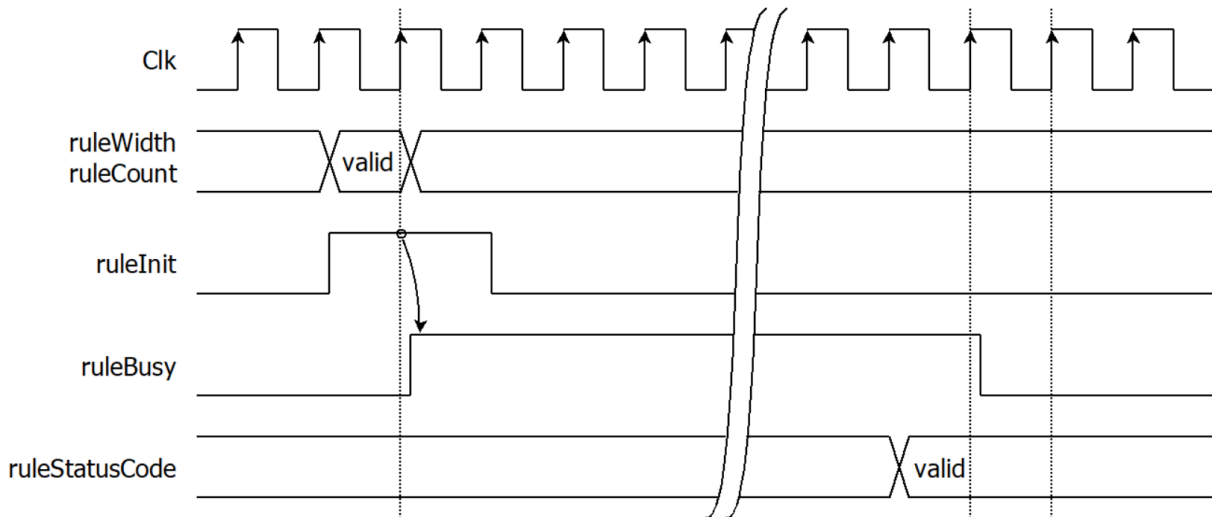 Clk
ruleWidth
ruleCount
valid
ruleInit
ruleBusy
ruleStatusCode
valid